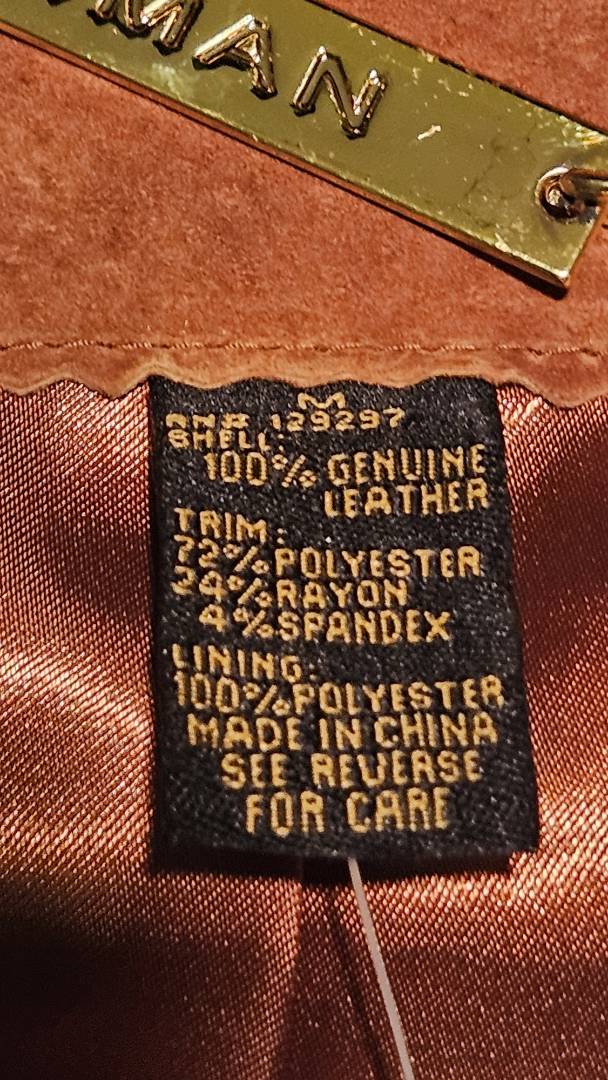 MAN
M
RN# 129297
SHELL:
100% GENUINE
LEATHER
TRIM:
72% POLYESTER
24% RAYON
4% SPANDEX
LINING:
100% POLYESTER
MADE IN CHINA
SEE REVERSE
FOR CARE